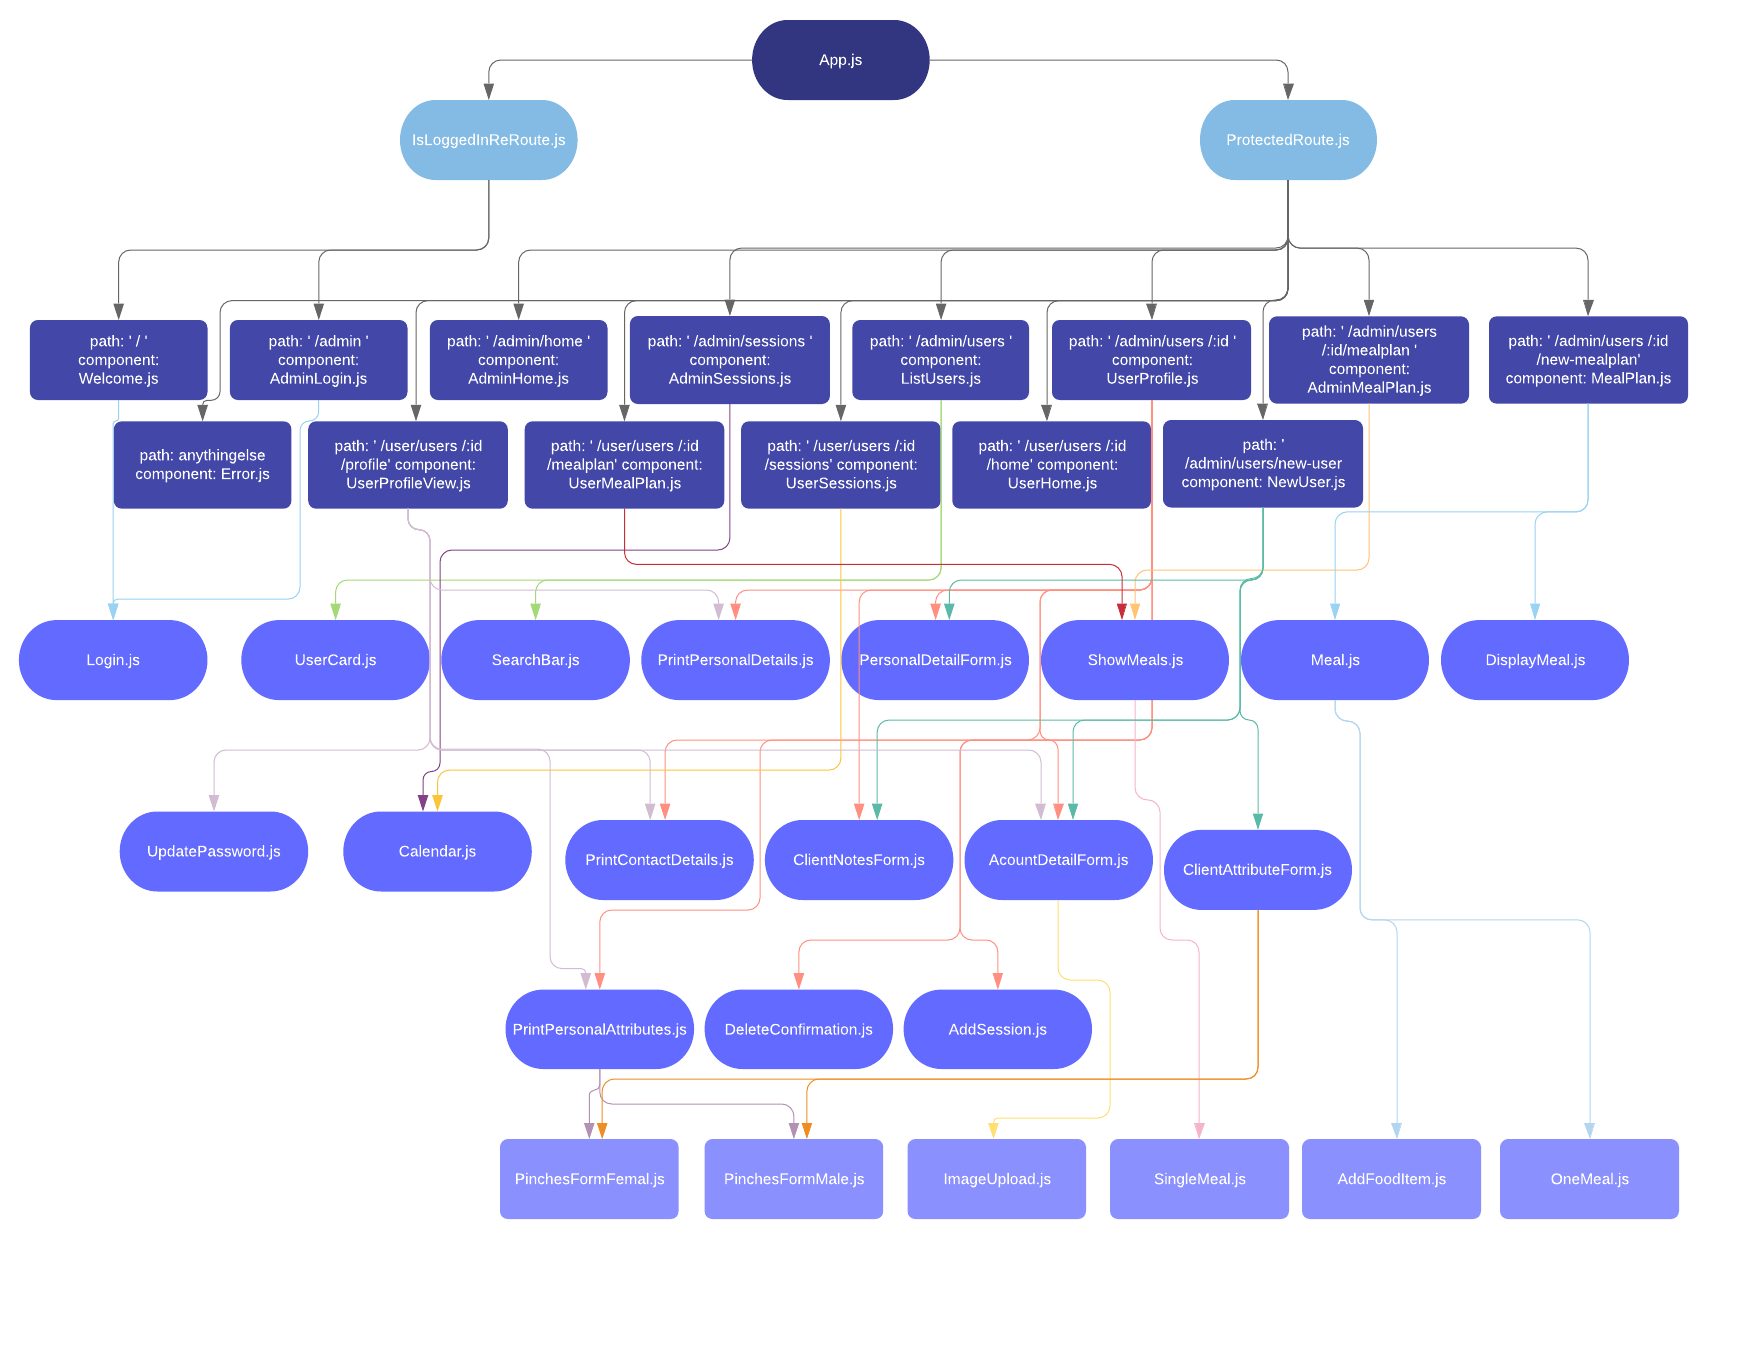 App.js
IsLoggedInReRoute.js
ProtectedRoute.js
path: ' / '
component:
Welcome.js
path: ' /admin '
component:
AdminLogin.js
path: ' /admin/home '
component:
AdminHome.js
path: ' /admin/sessions '
component:
AdminSessions.js
path: ' /admin/users '
component:
ListUsers.js
path: ' /admin/users /:id '
component:
UserProfile.js
path: ' /admin/users
/:id/mealplan '
component:
AdminMealPlan.js
path: ' /admin/users /:id
/new-mealplan'
component: MealPlan.js
path: anythingelse
component: Error.js
path: ' /user/users /:id
/profile' component:
UserProfileView.js
path: ' /user/users /:id
/mealplan' component:
UserMealPlan.js
path: ' /user/users /:id
/sessions' component:
UserSessions.js
path: ' /user/users /:id
/home' component:
UserHome.js
path: '
/admin/users/new-user
component: NewUser.js
Login.js
UserCard.js
SearchBar.js
PrintPersonalDetails.js
PersonalDetailForm.js
ShowMeals.js
Meal.js
DisplayMeal.js
UpdatePassword.js
Calendar.js
PrintContactDetails.js
ClientNotesForm.js
AcountDetailForm.js
ClientAttributeForm.js
PrintPersonalAttributes.js
DeleteConfirmation.js
AddSession.js
PinchesFormFemal.js
PinchesFormMale.js
ImageUpload.js
SingleMeal.js
AddFoodItem.js
OneMeal.js